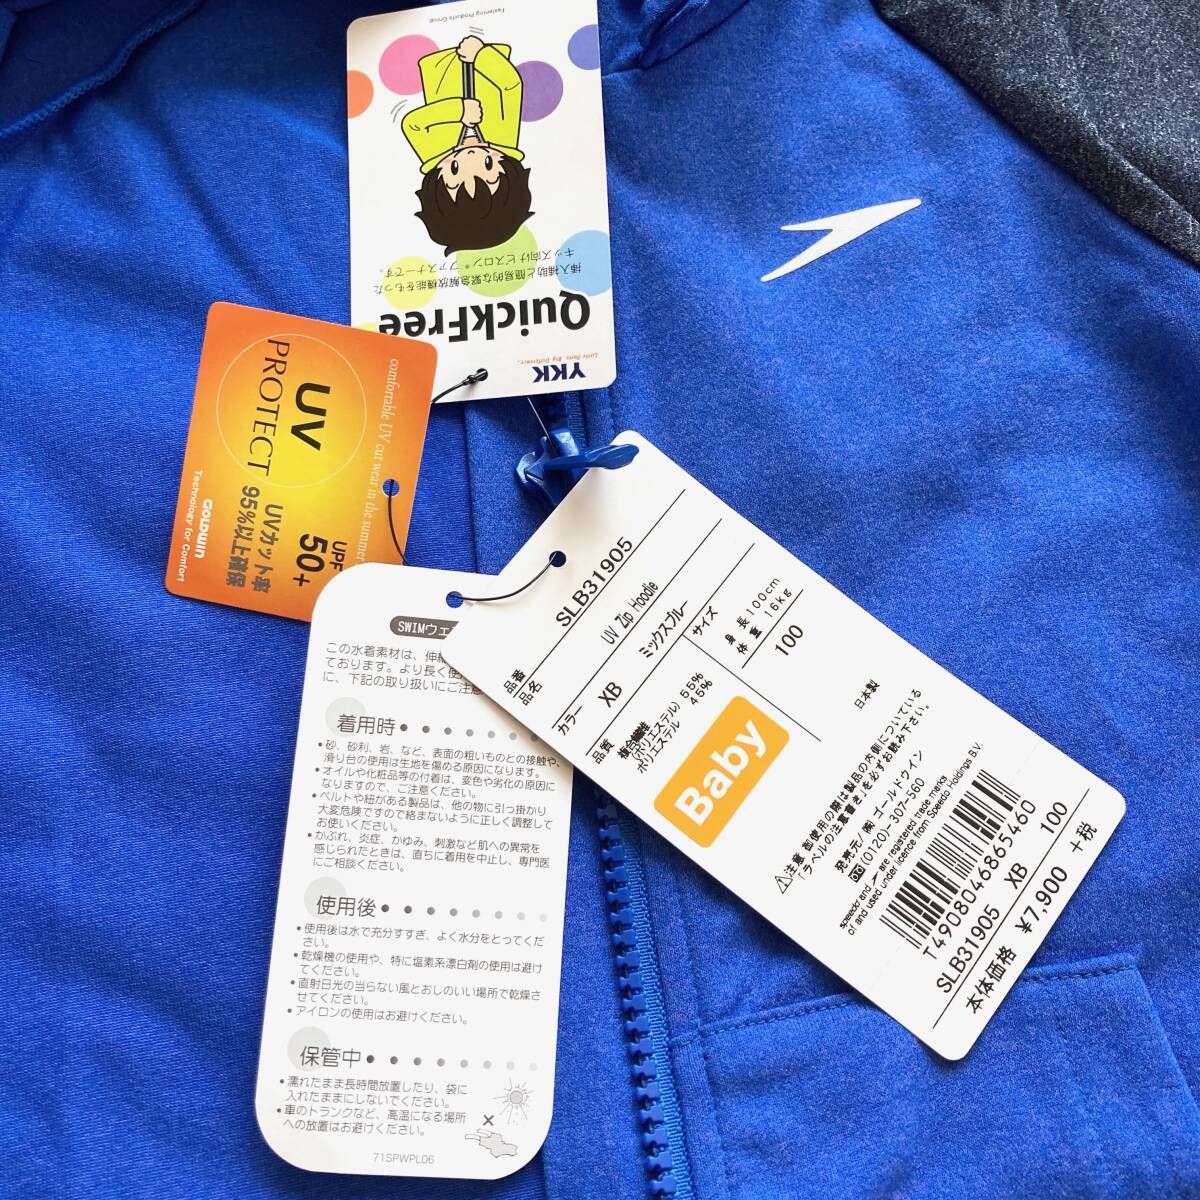 Fastening Products Group
YKK
Little Parts. Big Difference.
QuickFree
挿入補助と簡易的な緊急解放機能をもった
キッズ向けビスロン®ファスナーです。
comfortable UV cut wear in the summer
UV
PROTECT
UPF
50+
UVカット率
95%以上確保
GOLDWIN
Technology for Comfort
SWIMウェ
この水着素材は、伸縮
ております。より長く使
に、下記の取り扱いにご注意
着用時
•砂、砂利、岩、など、表面の粗いものとの接触や、
滑り台の使用は生地を傷める原因になります。
•オイルや化粧品等の付着は、変色や劣化の原因に
なりますので、ご注意ください。
•ベルトや紐がある製品は、他の物に引っ掛かり
大変危険ですので絡まないように正しく調整して
お使いください。
•かぶれ、炎症、かゆみ、刺激など肌への異常を
感じられたときは、直ちに着用を中止し、専門医
にご相談ください。
使用後
•使用後は水で充分すすぎ、よく水分をとってくだ
さい。
•乾燥機の使用や、特に塩素系漂白剤の使用は避け
てください。
•直射日光の当らない風とおしのいい場所で乾燥さ
せてください。
•アイロンの使用はお避けください。
保管中
•濡れたまま長時間放置したり、袋に
入れたままにしないでください。
•車のトランクなど、高温になる場所
への放置はお避けください。
71SPWPL06
品番 SLB31905
品名 UV Zip Hoodie
カラー XB ミックスブルー
品質 複合繊維
(ポリエステル) 55%
ポリエステル 45%
サイズ
身長100cm
体重 16kg
100
Baby
日本製
⚠注意 御使用の際は製品の内側についている
「ラベルの注意書き」を必ずお読み下さい。
発売元/(株)ゴールドウイン
(0120)-307-560
speedo and are registered trade marks
of and used under licence from Speedo Holdings B.V.
T4908046865460
SLB31905 XB 100
本体価格 ¥7,900 +税